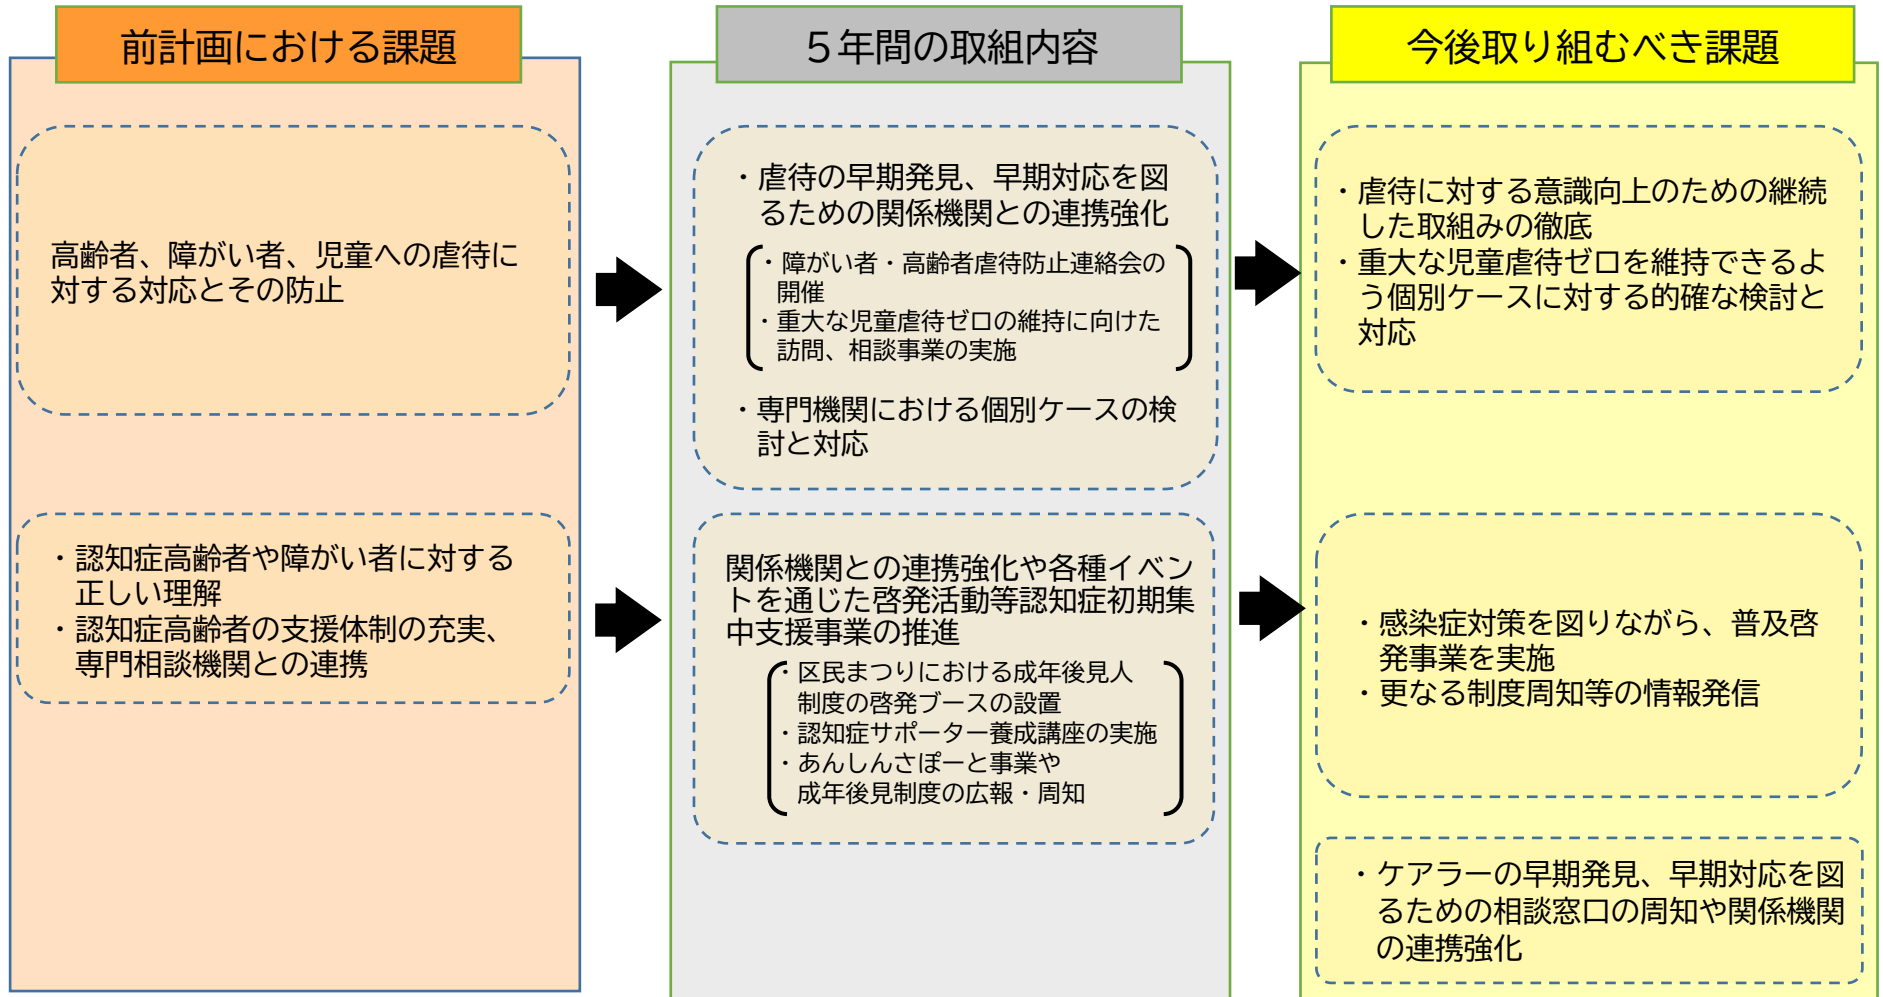 前計画における課題
高齢者、障がい者、児童への虐待に
対する対応とその防止
・認知症高齢者や障がい者に対する
正しい理解
・認知症高齢者の支援体制の充実、
専門相談機関との連携
５年間の取組内容
・虐待の早期発見、早期対応を図
るための関係機関との連携強化
・障がい者・高齢者虐待防止連絡会の
開催
・重大な児童虐待ゼロの維持に向けた
訪問、相談事業の実施
・専門機関における個別ケースの検
討と対応
関係機関との連携強化や各種イベン
トを通じた啓発活動等認知症初期集
中支援事業の推進
・区民まつりにおける成年後見人
制度の啓発ブースの設置
・認知症サポーター養成講座の実施
・あんしんさぽーと事業や
成年後見制度の広報・周知
今後取り組むべき課題
・虐待に対する意識向上のための継続
した取組みの徹底
・重大な児童虐待ゼロを維持できるよ
う個別ケースに対する的確な検討と
対応
・感染症対策を図りながら、普及啓
発事業を実施
・更なる制度周知等の情報発信
・ケアラーの早期発見、早期対応を図
るための相談窓口の周知や関係機関
の連携強化